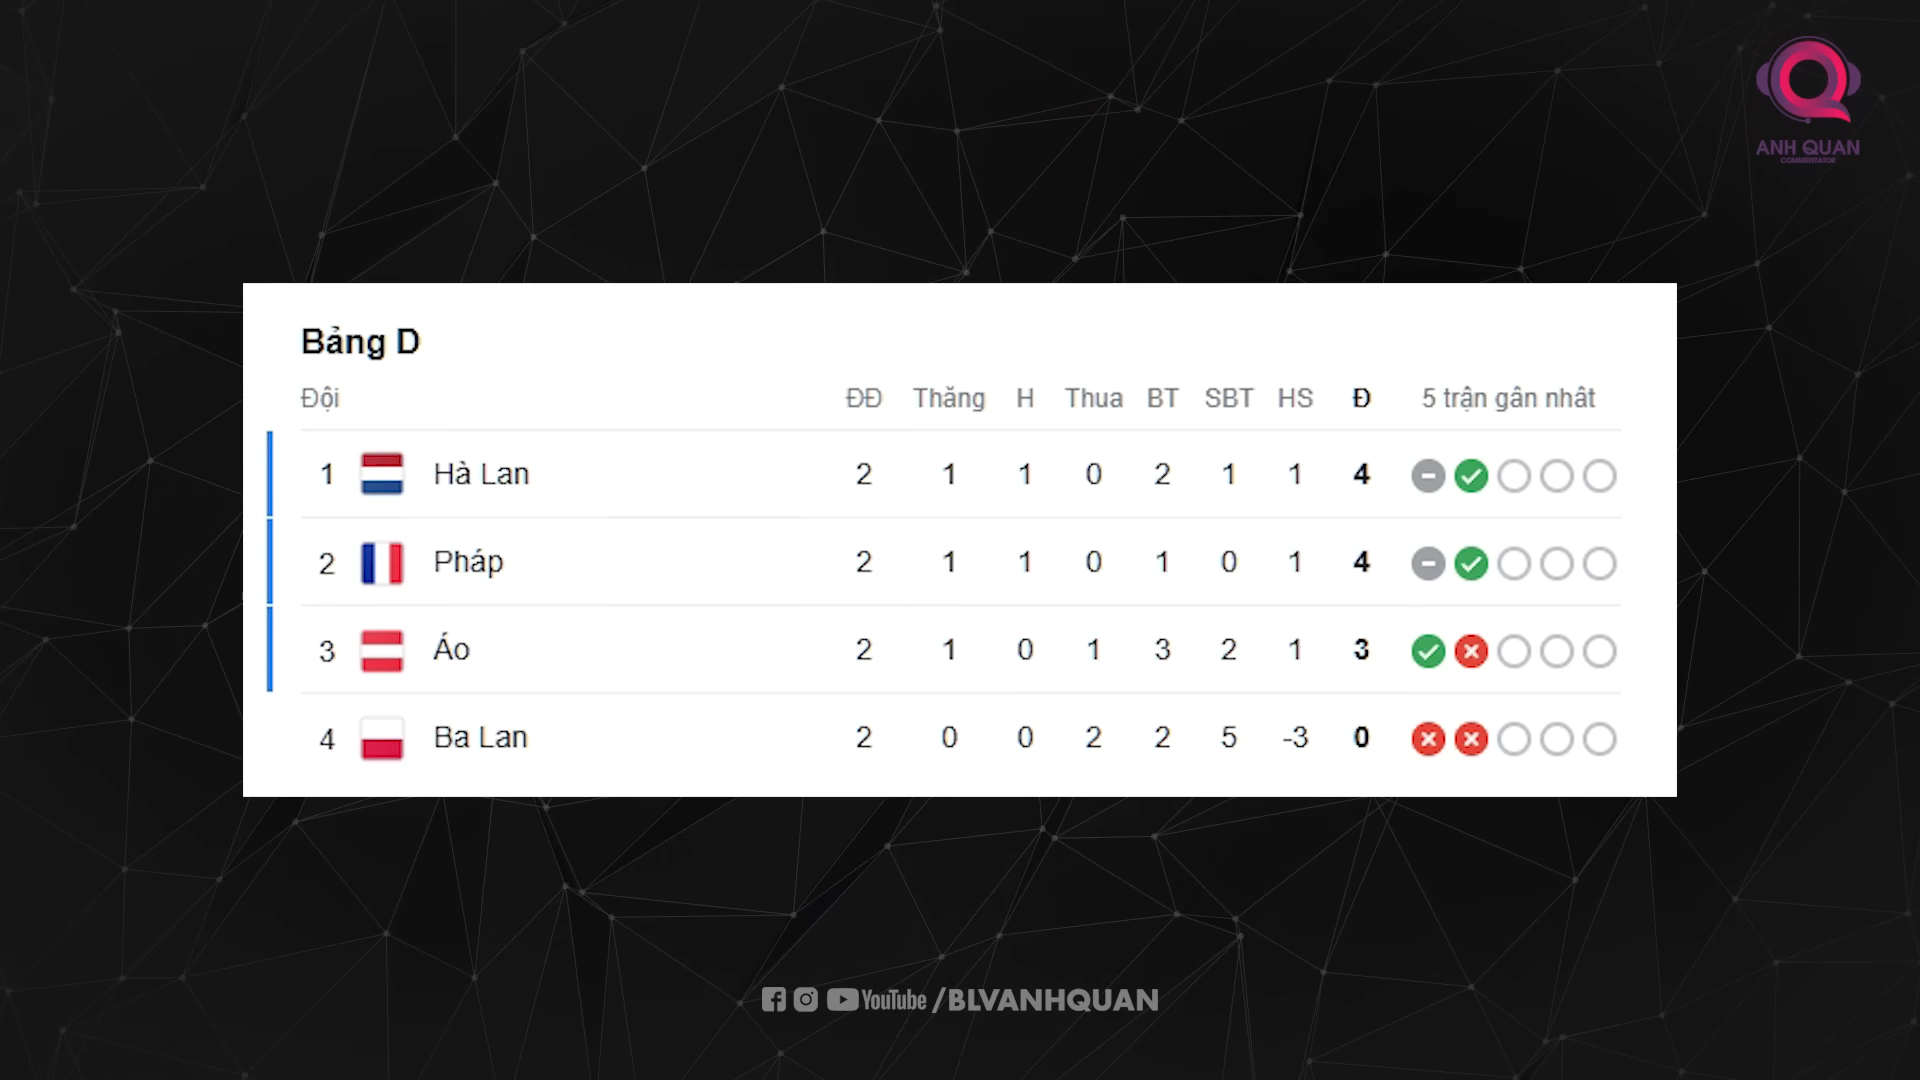 ANH QUAN
COMMENTATOR
Bảng D
Đội ĐĐ Thắng H Thua BT SBT HS Đ 5 trận gần nhất
1 Hà Lan 2 1 1 0 2 1 1 4
2 Pháp 2 1 1 0 1 0 1 4
3 Áo 2 1 0 1 3 2 1 3
4 Ba Lan 2 0 0 2 2 5 -3 0
YouTube /BLVANHQUAN